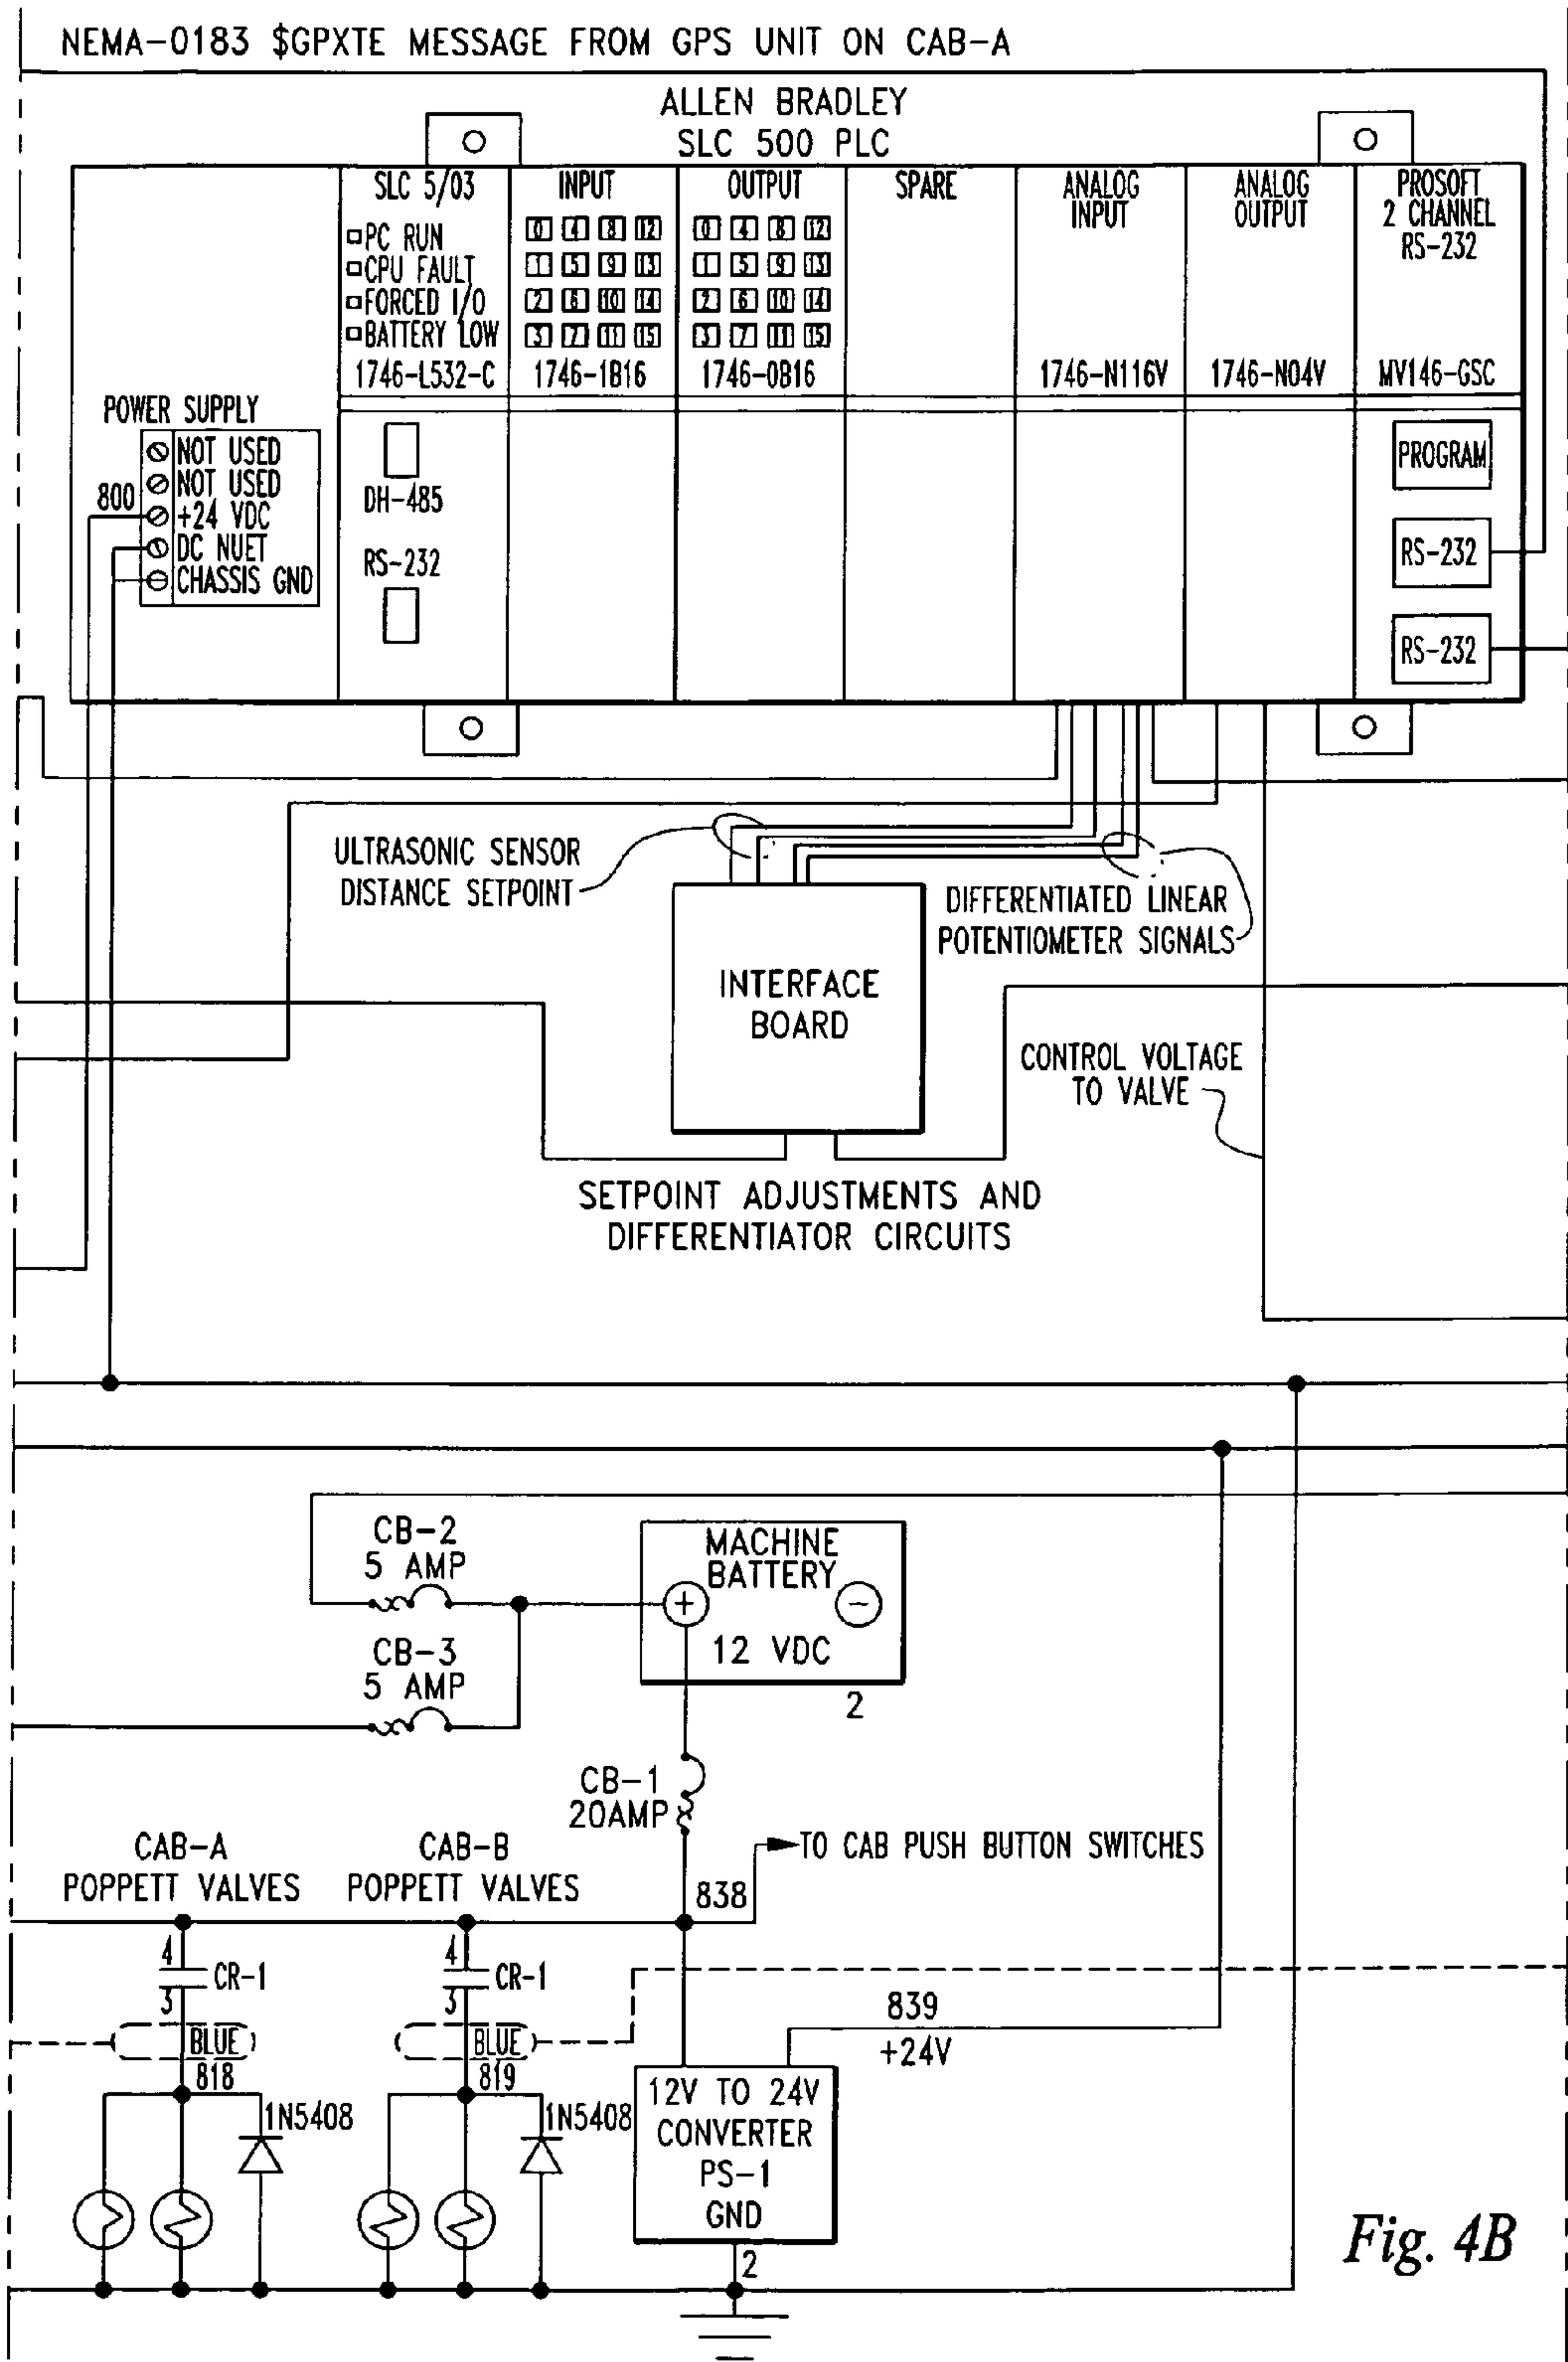 NEMA-0183 $GPXTE MESSAGE FROM GPS UNIT ON CAB-A
ALLEN BRADLEY
SLC 500 PLC
SLC 5/03
PC RUN
CPU FAULT
FORCED I/O
BATTERY LOW
1746-L532-C
INPUT
0 4 8 12
1 5 9 13
2 6 10 14
3 7 11 15
1746-1B16
OUTPUT
0 4 8 12
1 5 9 13
2 6 10 14
3 7 11 15
1746-0B16
SPARE
ANALOG
INPUT
1746-N116V
ANALOG
OUTPUT
1746-N04V
PROSOFT
2 CHANNEL
RS-232
MV146-GSC
POWER SUPPLY
NOT USED
NOT USED
800
+24 VDC
DC NUET
CHASSIS GND
DH-485
RS-232
PROGRAM
RS-232
RS-232
ULTRASONIC SENSOR
DISTANCE SETPOINT
DIFFERENTIATED LINEAR
POTENTIOMETER SIGNALS
INTERFACE
BOARD
CONTROL VOLTAGE
TO VALVE
SETPOINT ADJUSTMENTS AND
DIFFERENTIATOR CIRCUITS
CB-2
5 AMP
MACHINE
BATTERY
+ -
12 VDC
2
CB-3
5 AMP
CB-1
20AMP
TO CAB PUSH BUTTON SWITCHES
838
CAB-A
POPPETT VALVES
CAB-B
POPPETT VALVES
4
CR-1
3
BLUE
818
1N5408
4
CR-1
3
BLUE
819
1N5408
839
+24V
12V TO 24V
CONVERTER
PS-1
GND
2
Fig. 4B